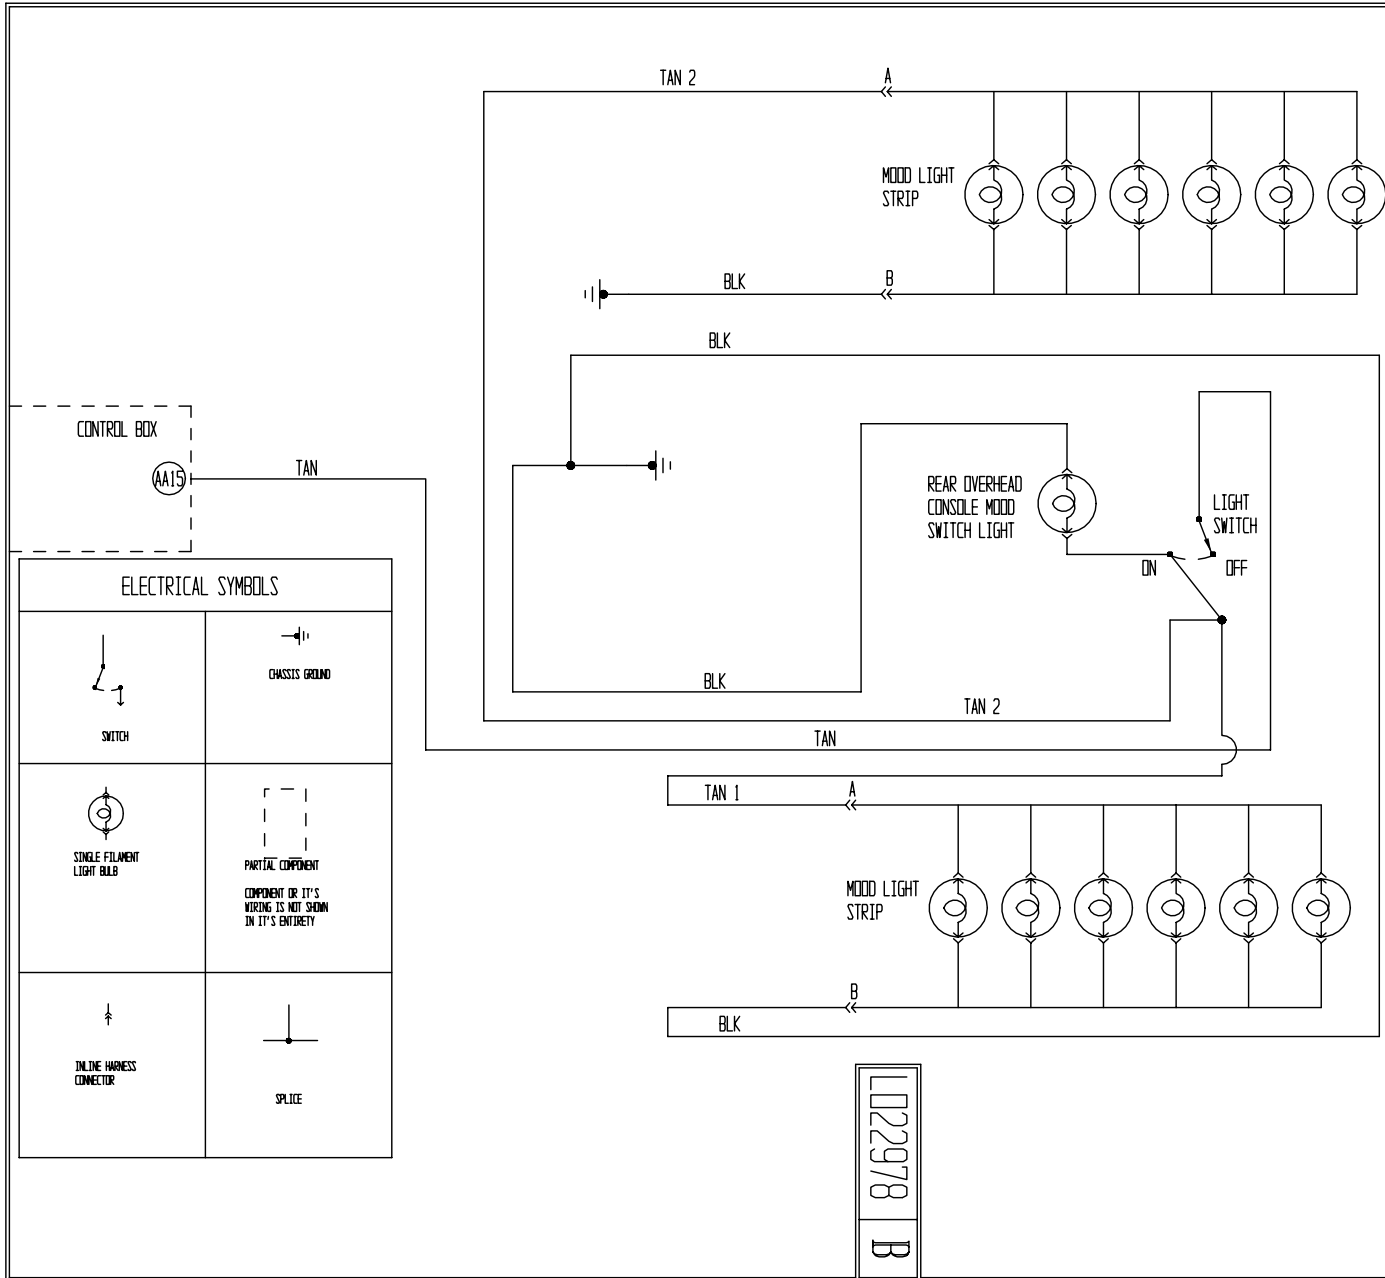 TAN 2
A
MOOD LIGHT
STRIP
BLK
B
BLK
CONTROL BOX
AA15
TAN
REAR OVERHEAD
CONSOLE MOOD
SWITCH LIGHT
LIGHT
SWITCH
ON
OFF
BLK
TAN 2
TAN
TAN 1
A
MOOD LIGHT
STRIP
B
BLK
ELECTRICAL SYMBOLS
SWITCH
CHASSIS GROUND
SINGLE FILAMENT
LIGHT BULB
PARTIAL COMPONENT
COMPONENT OR IT'S
WIRING IS NOT SHOWN
IN IT'S ENTIRETY
INLINE HARNESS
CONNECTOR
SPLICE
L022978
B